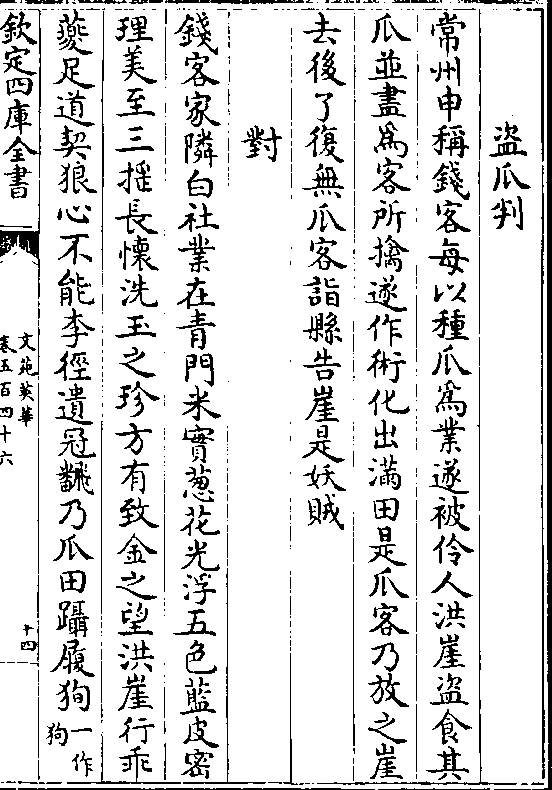 盜瓜判
常州申稱錢客每以種瓜爲業遂被伶人洪崖盜食其
瓜並盡爲客所擒遂作術化出滿田是瓜客乃放之崖
去後了復無瓜客詣縣告崖是妖賊
對
錢客家隣白社業在青門米實葱花光浮五色藍皮密
理美至三揺長懷洗玉之珍方有致金之望洪崖行乖
夔足道契狼心不能李徑遺冠飜乃瓜田躡履狥一作狗
欽定四庫全書
文苑英華
卷五百四十六
十四